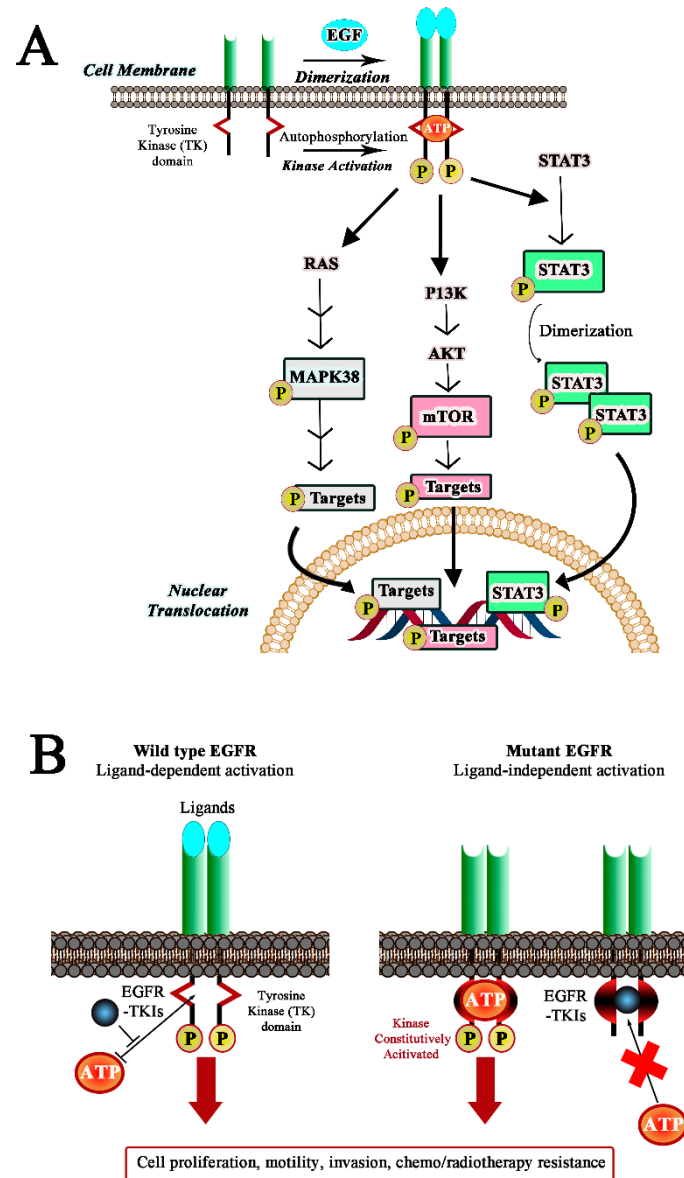 A
EGF
Cell Membrane
Dimerization
Tyrosine
Kinase (TK)
domain
Autophosphorylation
Kinase Activation
ATP
P
P
STAT3
RAS
STAT3
P
P13K
Dimerization
AKT
MAPK38
P
STAT3
P
STAT3
P
mTOR
P
Targets
P
Targets
P
Nuclear
Translocation
Targets
P
STAT3
P
Targets
P
B
Wild type EGFR
Ligand-dependent activation
Mutant EGFR
Ligand-independent activation
Ligands
EGFR
-TKIs
Tyrosine
Kinase (TK)
domain
ATP
P
P
ATP
Kinase
Constitutively
Acitivated
P
P
EGFR
-TKIs
ATP
Cell proliferation, motility, invasion, chemo/radiotherapy resistance